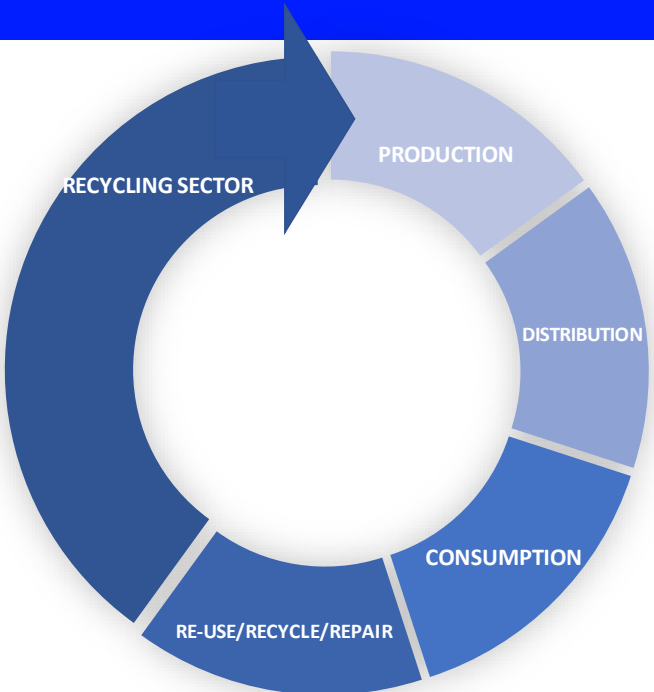 PRODUCTION
RECYCLING SECTOR
DISTRIBUTION
CONSUMPTION
RE-USE/RECYCLE/REPAIR